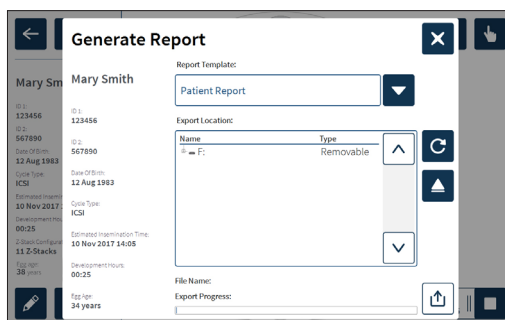 Generate Report
Mary Smith
ID 1:
123456
ID 2:
567890
Date Of Birth:
12 Aug 1983
Cycle Type:
ICSI
Estimated Insemination Time:
10 Nov 2017 14:05
Development Hours:
00:25
Egg Age:
34 years
Report Template:
Patient Report
Export Location:
Name Type
F: Removable
File Name:
Export Progress:
Mary Sm
ID 1:
123456
ID 2:
567890
Date Of Birth:
12 Aug 1983
Cycle Type:
ICSI
Estimated Insemin
10 Nov 2017
Development Hou
00:25
Z-Stack Configurat
11 Z-Stacks
Egg Age:
38 years